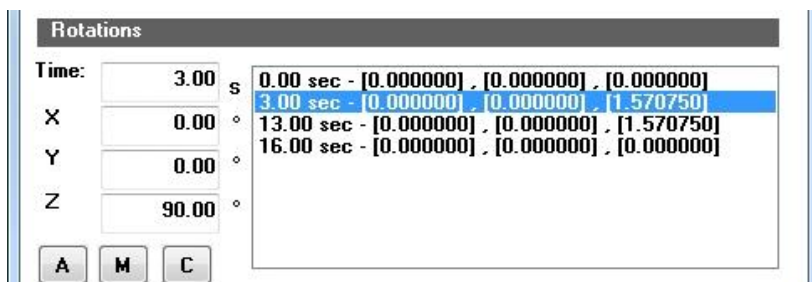 Rotations
Time: 3.00 s
X 0.00 °
Y 0.00 °
Z 90.00 °
0.00 sec - [0.000000] , [0.000000] , [0.000000]
3.00 sec - [0.000000] , [0.000000] , [1.570750]
13.00 sec - [0.000000] , [0.000000] , [1.570750]
16.00 sec - [0.000000] , [0.000000] , [0.000000]
A M C